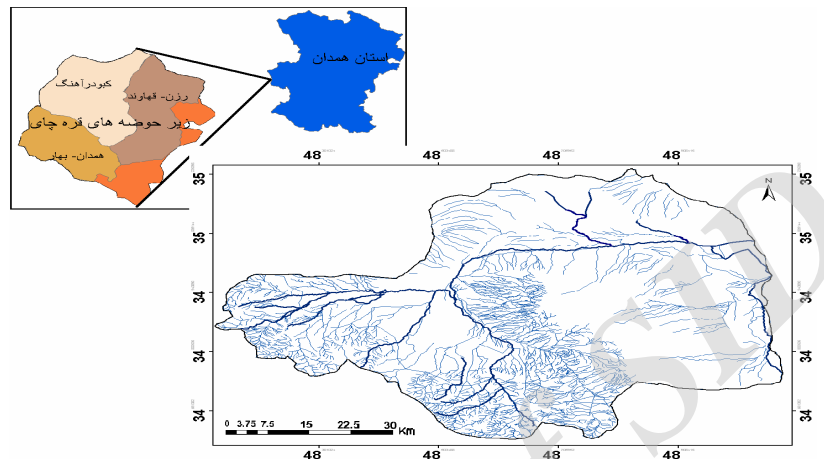 استان همدان
کبودرآهنگ
رزن- قهاوند
زیر حوضه های قره چای
همدان- بهار
48 48 48 48
35 35
N
35 35
34 34
34 34
34 34
0 3.75 7.5 15 22.5 30
Km
48 48 48 48
SID